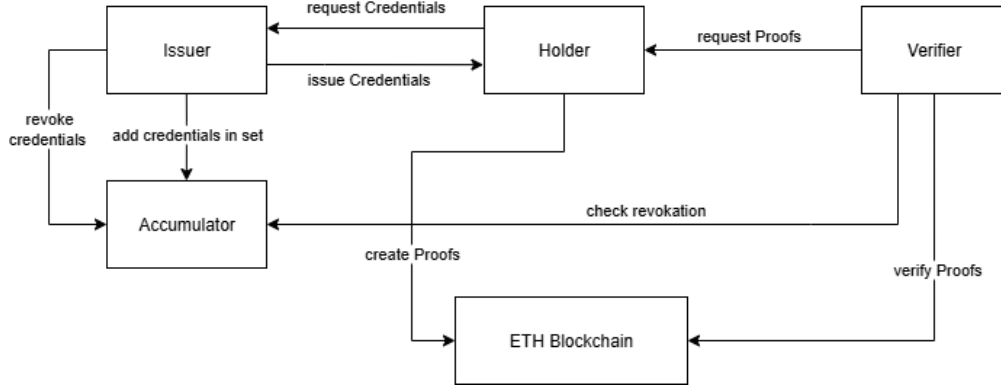 request Credentials
Issuer
Holder
request Proofs
Verifier
issue Credentials
revoke
credentials
add credentials in set
Accumulator
check revokation
create Proofs
verify Proofs
ETH Blockchain